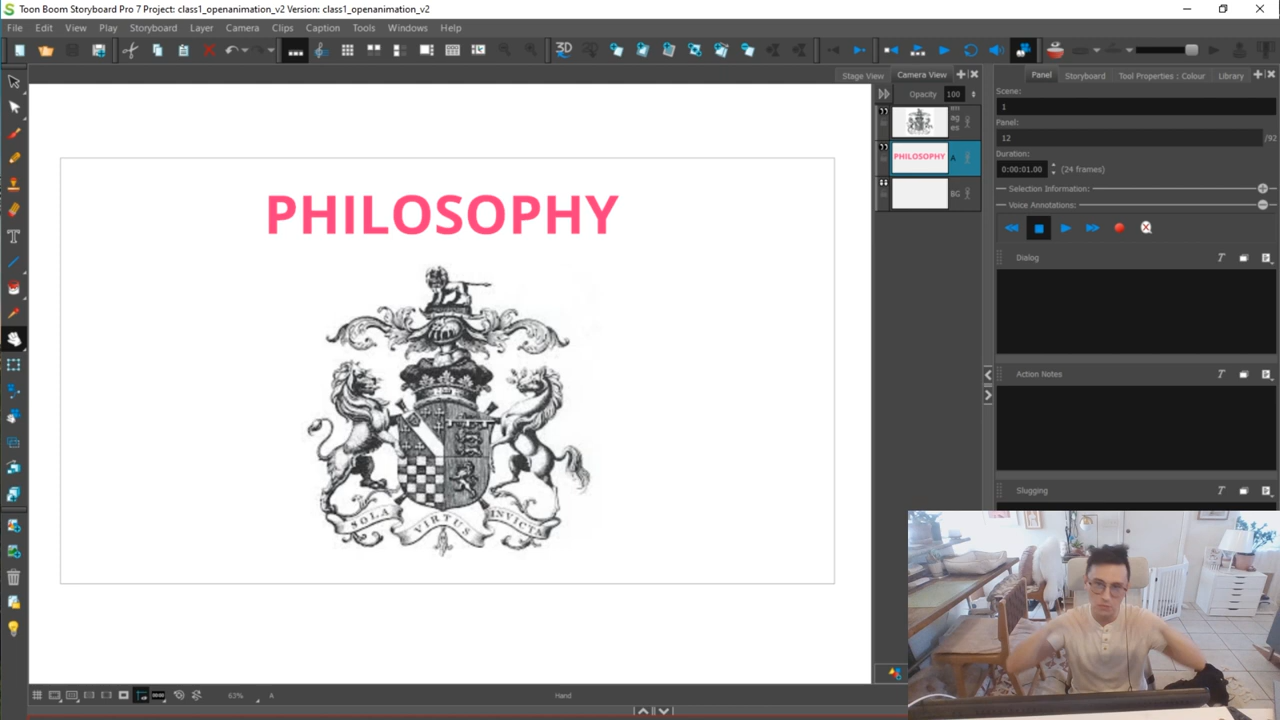 Toon Boom Storyboard Pro 7 Project: class1_openanimation_v2 Version: class1_openanimation_v2
File Edit View Play Storyboard Layer Camera Clips Caption Tools Windows Help
3D
Stage View Camera View
Opacity 100
PHILOSOPHY A
BG
Panel Storyboard Tool Properties : Colour Library
Scene:
1
Panel:
12 /92
Duration:
0:00:01.00 (24 frames)
Selection Information:
Voice Annotations:
Dialog
Action Notes
Slugging
PHILOSOPHY
SOLA VIRTUS INVICTA
63% A Hand